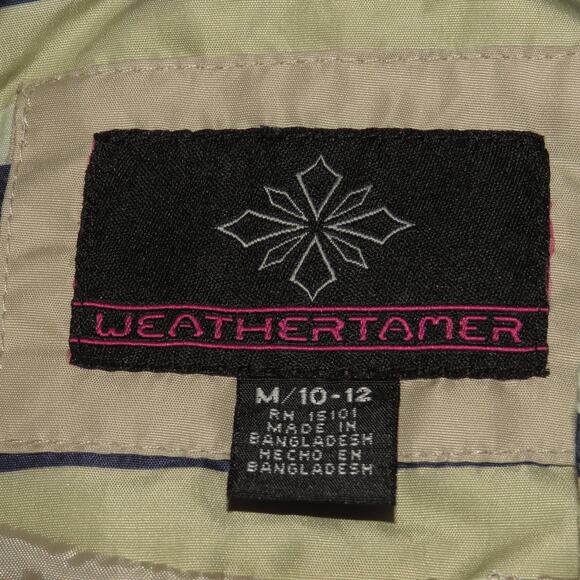 WEATHERTAMER
M/10-12
RN 15101
MADE IN
BANGLADESH
HECHO EN
BANGLADESH